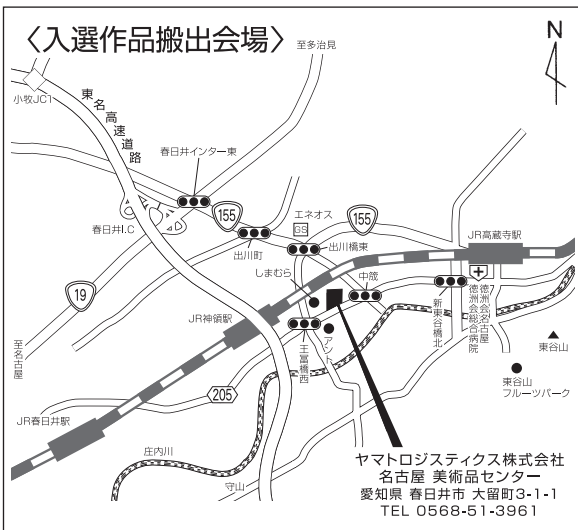 〈入選作品搬出会場〉
N
至多治見
小牧JCT
東名高速道路
春日井インター東
春日井I.C
155
出川町
エネオス
GS
出川橋東
155
JR高蔵寺駅
しまむら
中筬
新東谷橋北
徳洲会名古屋
徳洲会総合病院
19
至名古屋
JR神領駅
アント
王冨橋西
205
JR春日井駅
東谷山
東谷山
フルーツパーク
庄内川
守山
ヤマトロジスティクス株式会社
名古屋 美術品センター
愛知県 春日井市 大留町3-1-1
TEL 0568-51-3961